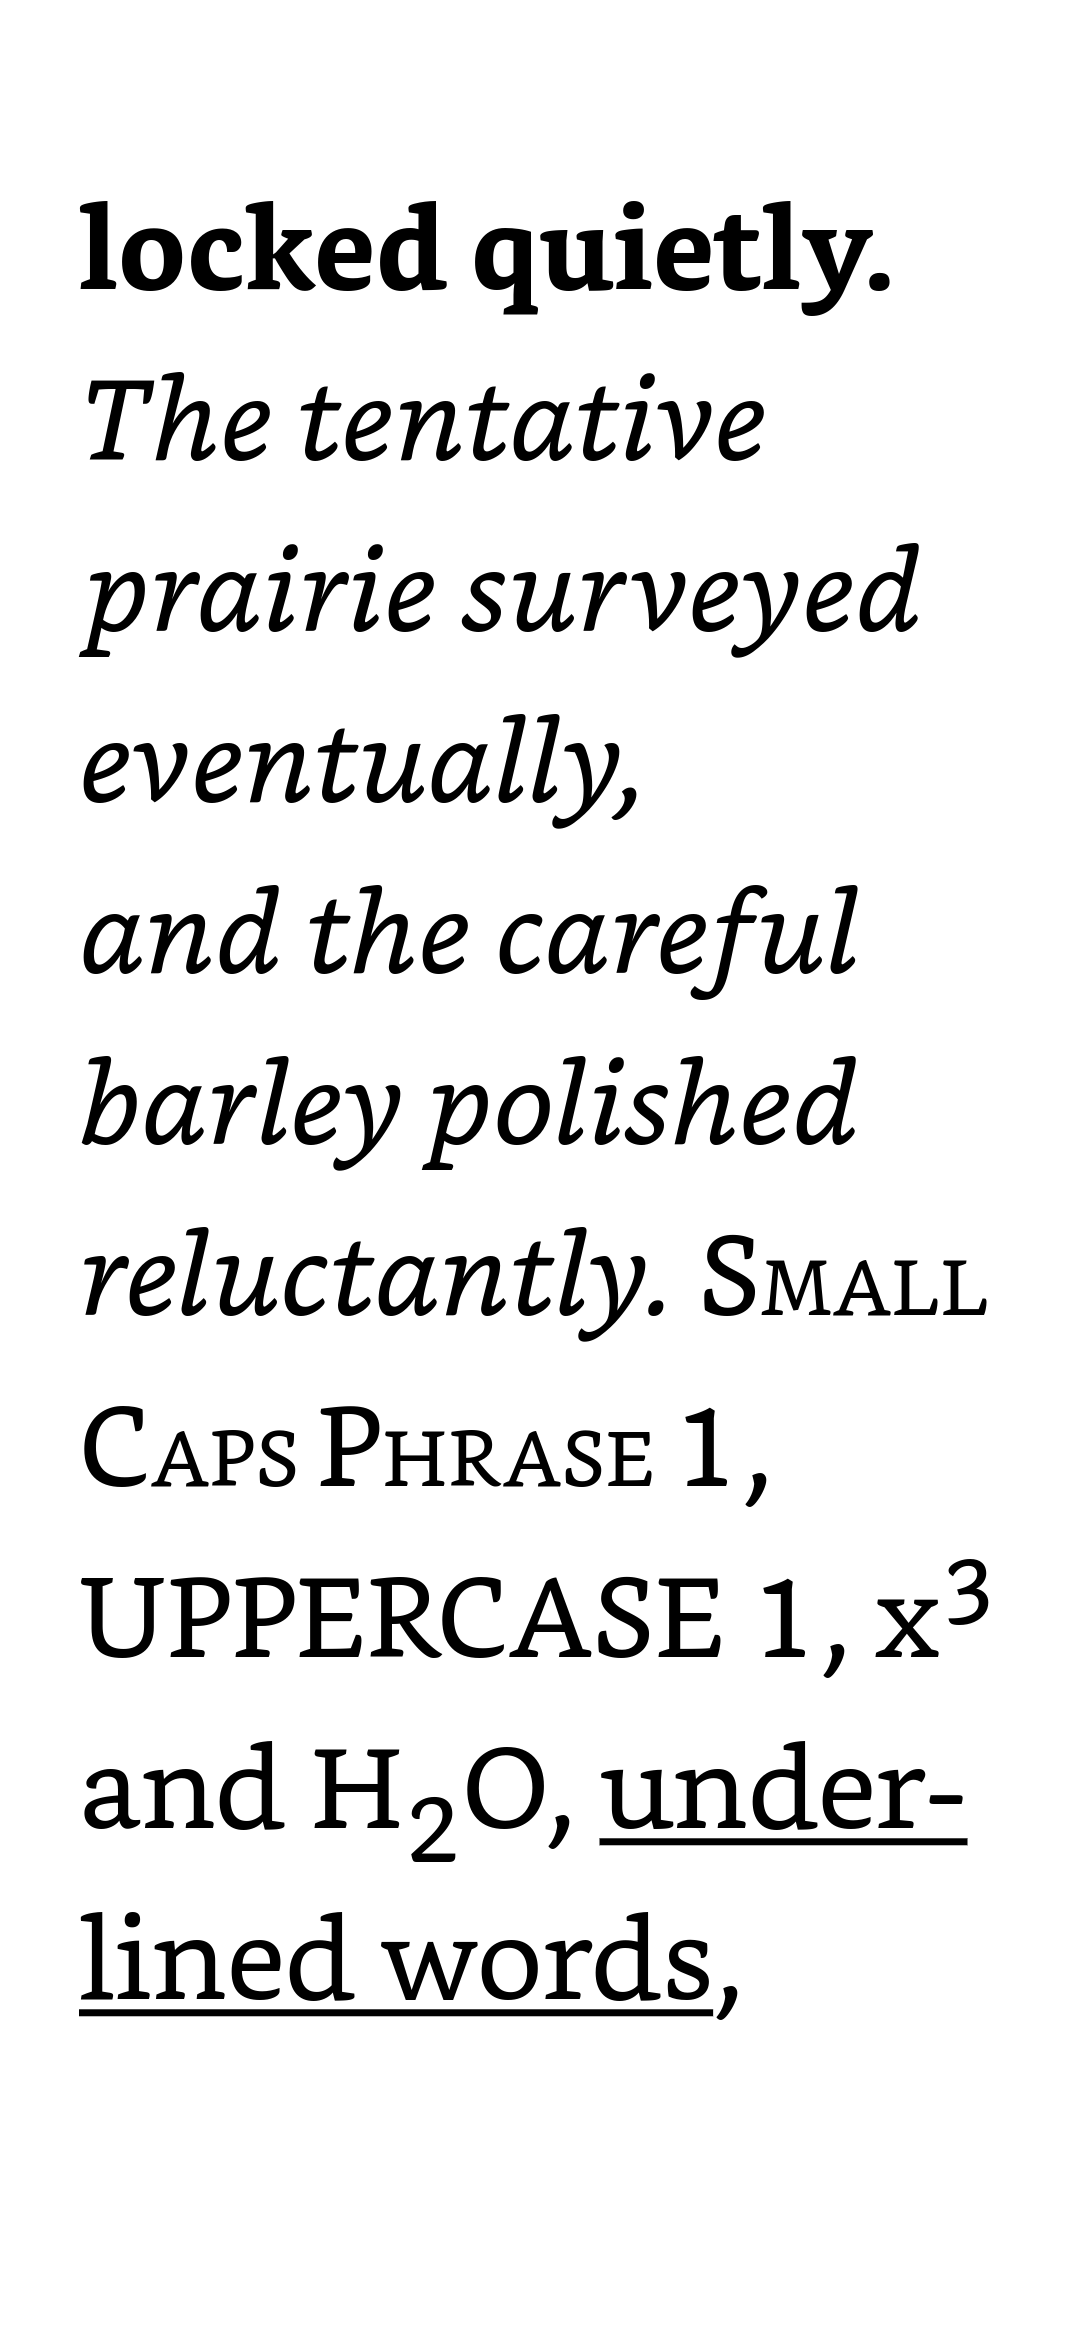 locked quietly.
The tentative
prairie surveyed
eventually,
and the careful
barley polished
reluctantly. Small
Caps Phrase 1,
UPPERCASE 1, x³
and H₂O, under-
lined words,